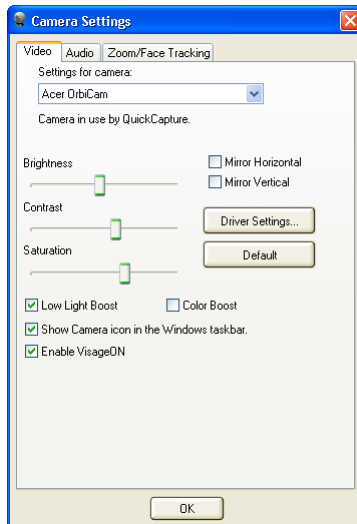 Camera Settings
Video Audio Zoom/Face Tracking
Settings for camera:
Acer OrbiCam
Camera in use by QuickCapture.
Brightness
Mirror Horizontal
Mirror Vertical
Contrast
Driver Settings...
Saturation
Default
Low Light Boost Color Boost
Show Camera icon in the Windows taskbar.
Enable VisageON
OK